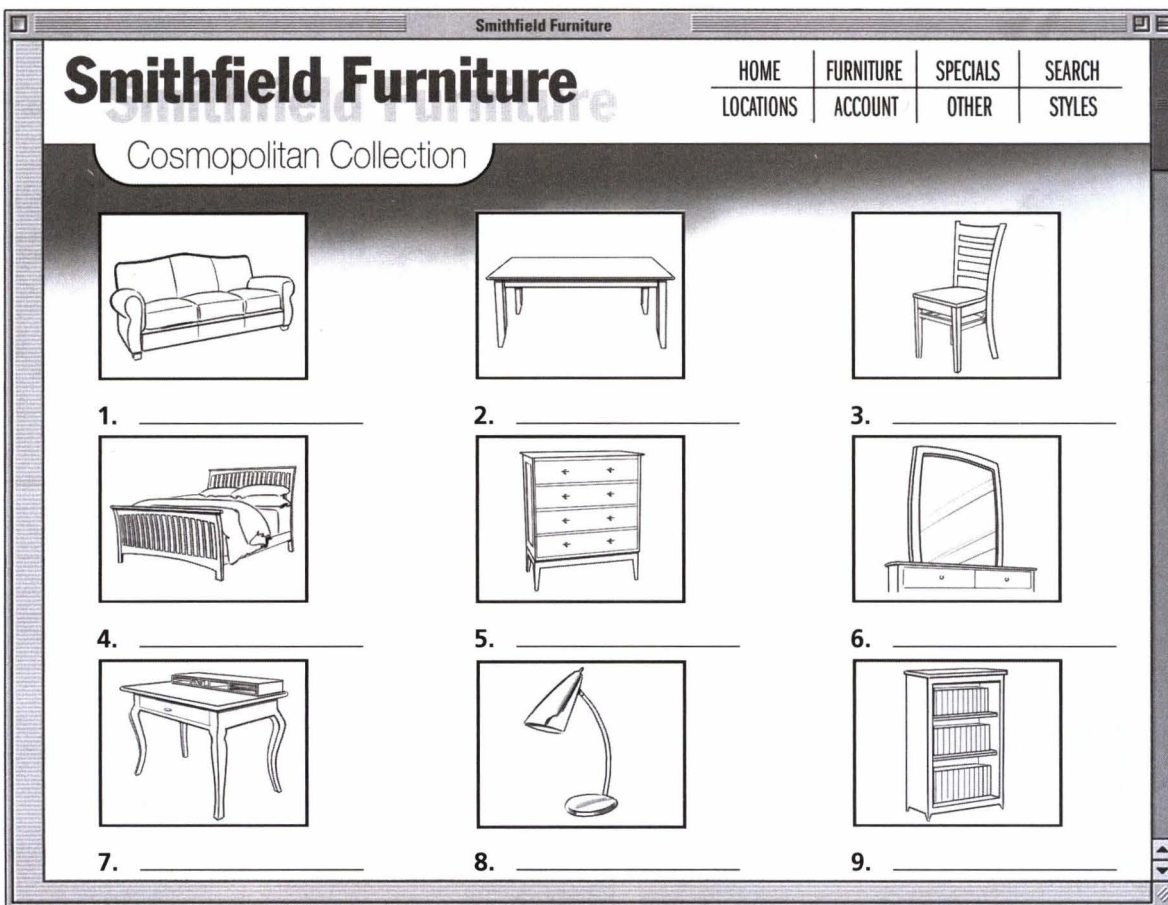 Smithfield Furniture
Smithfield Furniture
HOME FURNITURE SPECIALS SEARCH
LOCATIONS ACCOUNT OTHER STYLES
Cosmopolitan Collection
1. 2. 3.
4. 5. 6.
7. 8. 9.